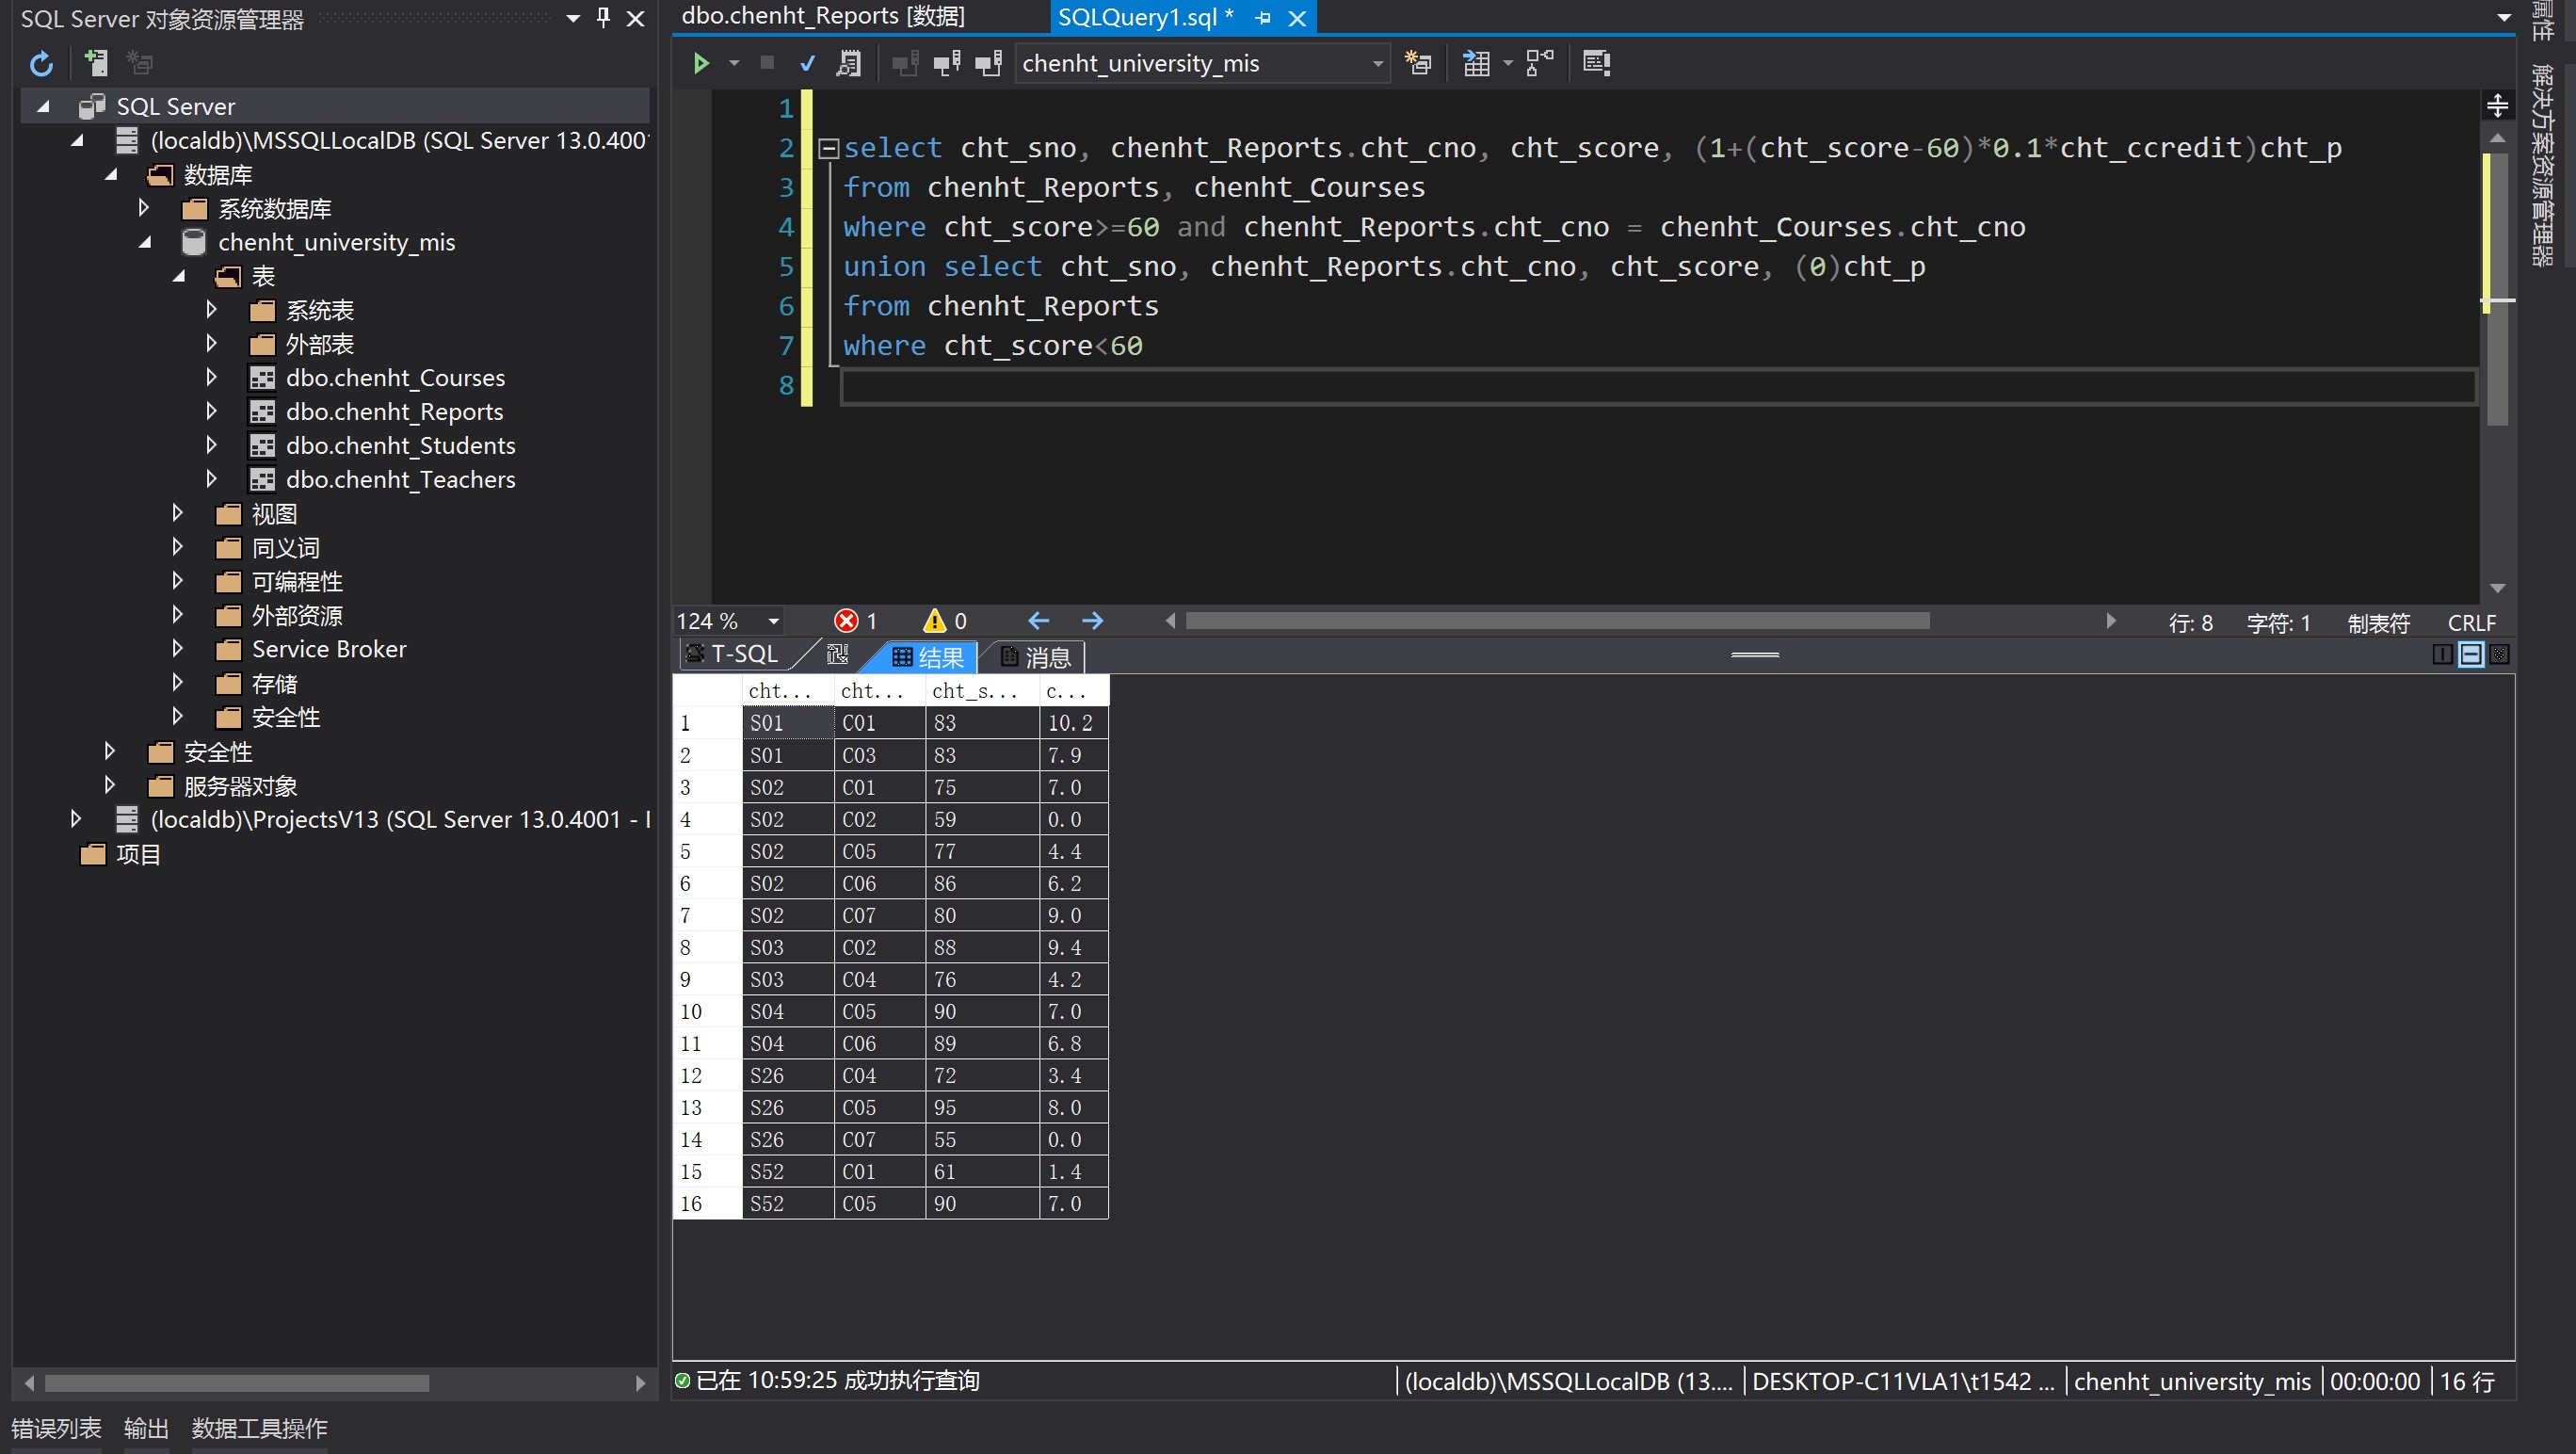 SQL Server 对象资源管理器
SQL Server
(localdb)\MSSQLLocalDB (SQL Server 13.0.400
数据库
系统数据库
chenht_university_mis
表
系统表
外部表
dbo.chenht_Courses
dbo.chenht_Reports
dbo.chenht_Students
dbo.chenht_Teachers
视图
同义词
可编程性
外部资源
Service Broker
存储
安全性
安全性
服务器对象
(localdb)\ProjectsV13 (SQL Server 13.0.4001 -
项目
dbo.chenht_Reports [数据]
SQLQuery1.sql *
chenht_university_mis
1
2 select cht_sno, chenht_Reports.cht_cno, cht_score, (1+(cht_score-60)*0.1*cht_ccredit)cht_p
3 from chenht_Reports, chenht_Courses
4 where cht_score>=60 and chenht_Reports.cht_cno = chenht_Courses.cht_cno
5 union select cht_sno, chenht_Reports.cht_cno, cht_score, (0)cht_p
6 from chenht_Reports
7 where cht_score<60
8
124 % 1 0 行: 8 字符: 1 制表符 CRLF
T-SQL 结果 消息
cht... cht... cht_s... c...
1 S01 C01 83 10.2
2 S01 C03 83 7.9
3 S02 C01 75 7.0
4 S02 C02 59 0.0
5 S02 C05 77 4.4
6 S02 C06 86 6.2
7 S02 C07 80 9.0
8 S03 C02 88 9.4
9 S03 C04 76 4.2
10 S04 C05 90 7.0
11 S04 C06 89 6.8
12 S26 C04 72 3.4
13 S26 C05 95 8.0
14 S26 C07 55 0.0
15 S52 C01 61 1.4
16 S52 C05 90 7.0
已在 10:59:25 成功执行查询
(localdb)\MSSQLLocalDB (13.... DESKTOP-C11VLA1\t1542 ... chenht_university_mis 00:00:00 16 行
属性
解决方案资源管理器
错误列表 输出 数据工具操作